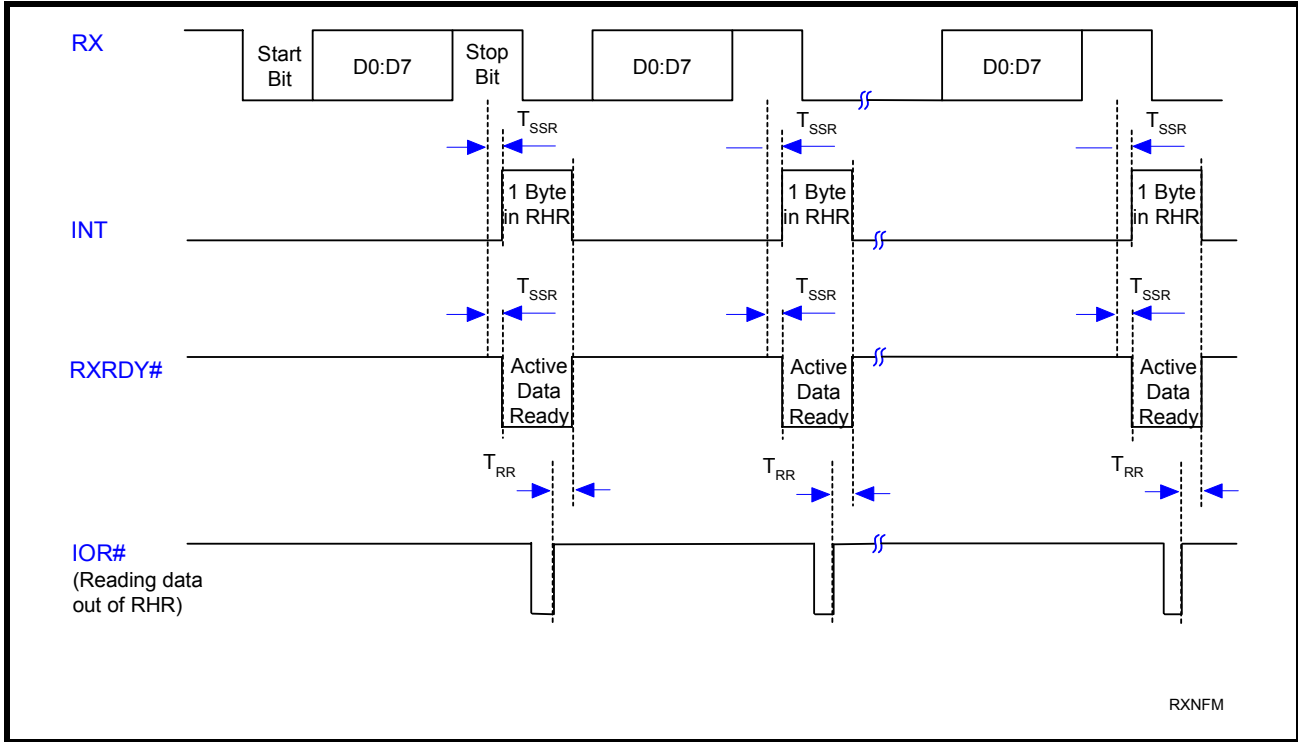 RX
Start
Bit
D0:D7
Stop
Bit
D0:D7
D0:D7
TSSR
TSSR
TSSR
INT
1 Byte
in RHR
1 Byte
in RHR
1 Byte
in RHR
TSSR
TSSR
TSSR
RXRDY#
Active
Data
Ready
Active
Data
Ready
Active
Data
Ready
TRR
TRR
TRR
IOR#
(Reading data
out of RHR)
RXNFM